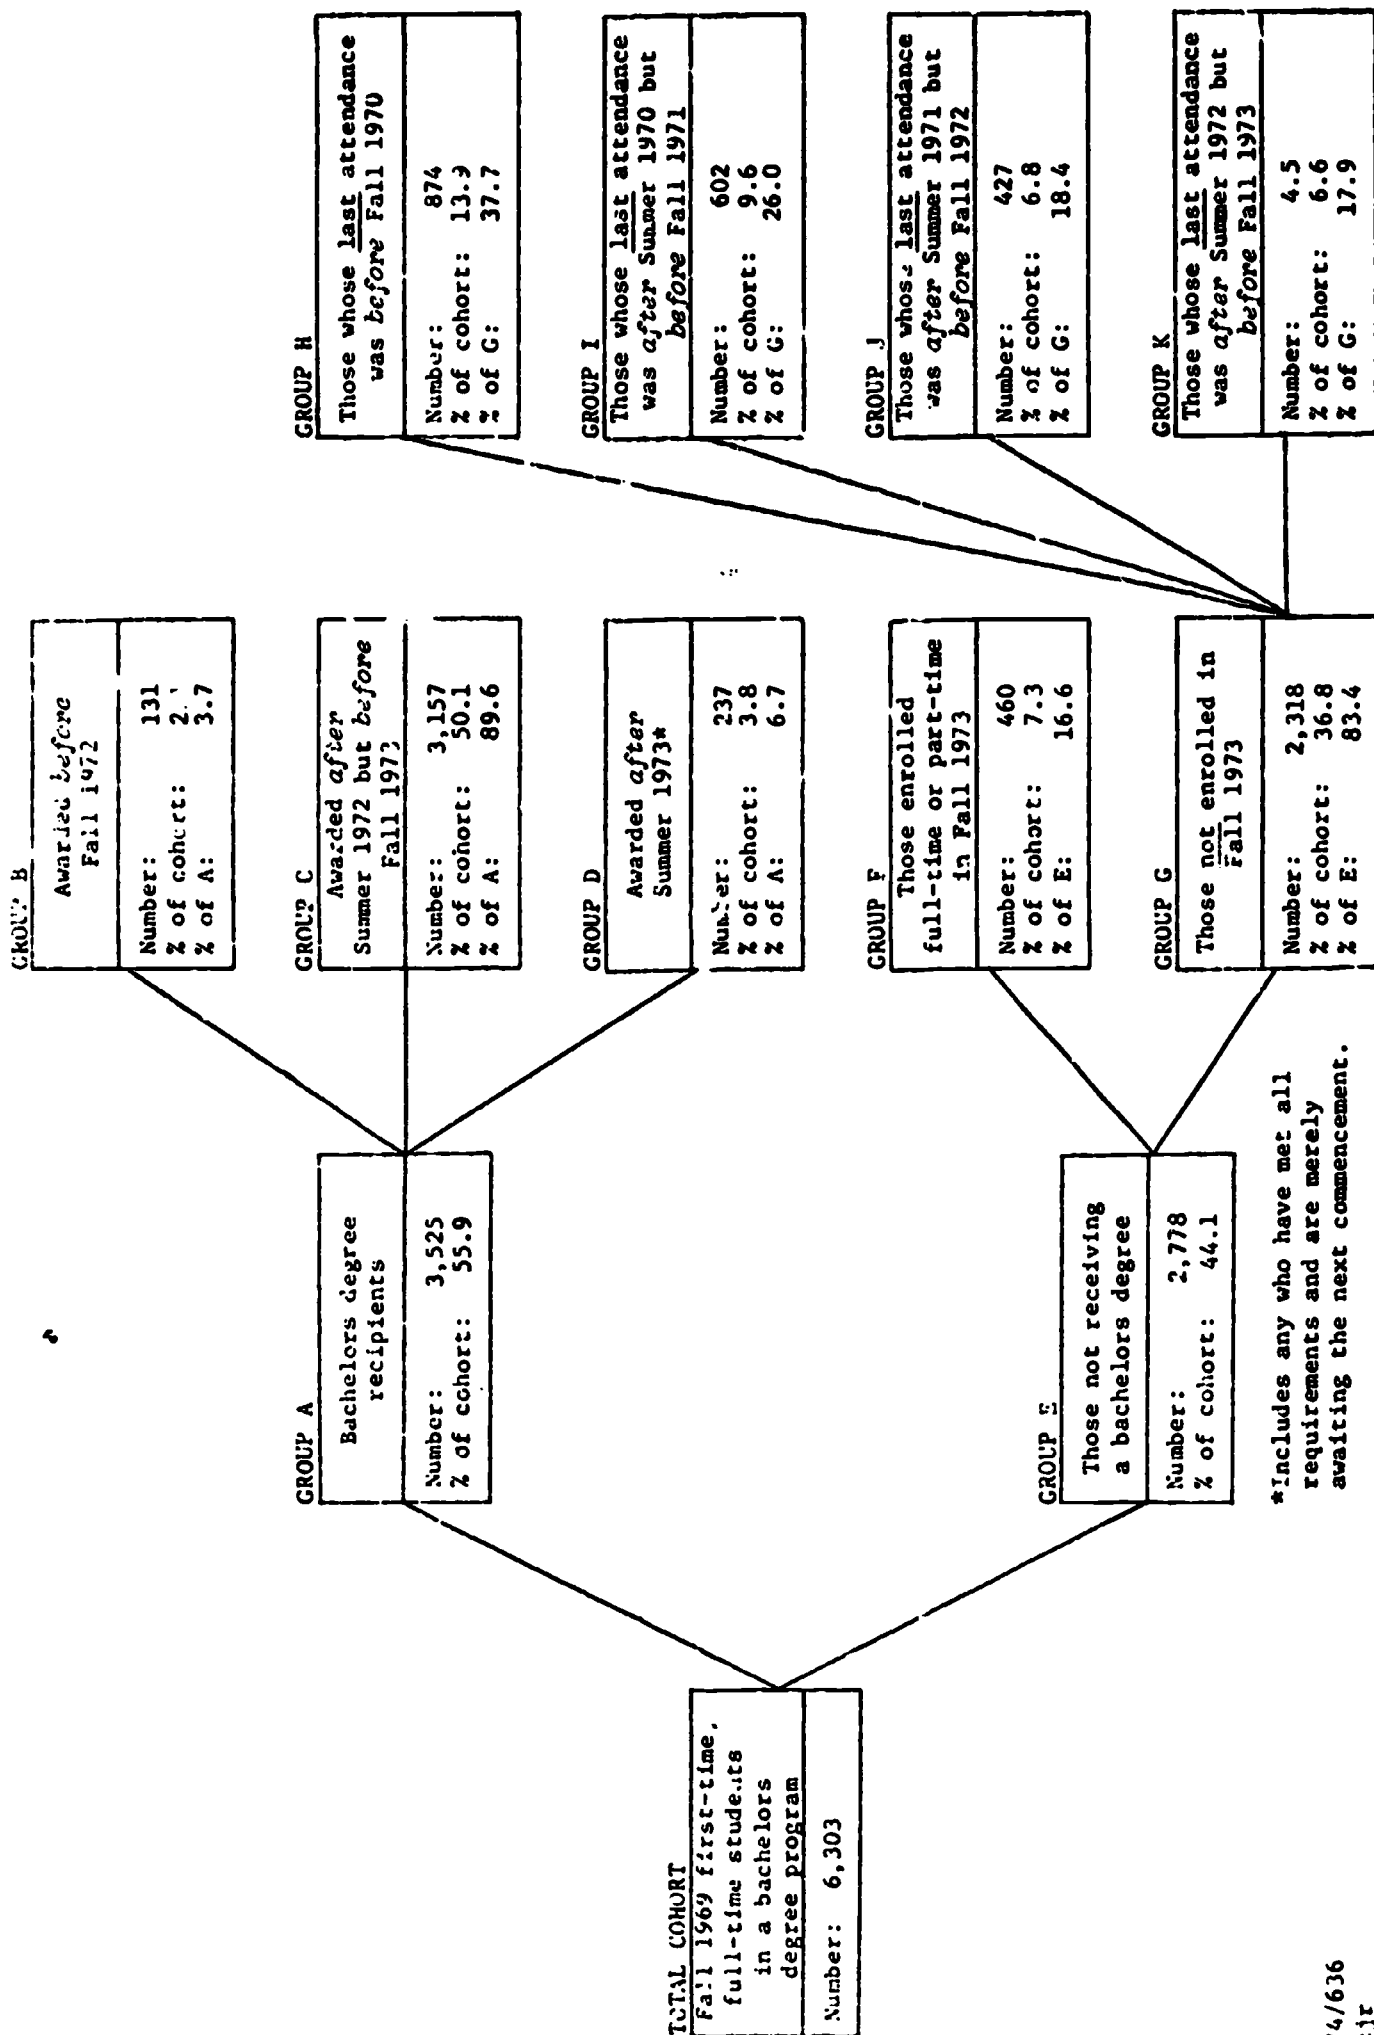 TOTAL COHORT
Fall 1969 first-time,
full-time students
in a bachelors
degree program
Number: 6,303
GROUP A
Bachelors degree
recipients
Number: 3,525
% of cohort: 55.9
GROUP E
Those not receiving
a bachelors degree
Number: 2,778
% of cohort: 44.1
*Includes any who have met all
requirements and are merely
awaiting the next commencement.
GROUP B
Awarded before
Fall 1972
Number: 131
% of cohort: 2.
% of A: 3.7
GROUP C
Awarded after
Summer 1972 but before
Fall 1973
Number: 3,157
% of cohort: 50.1
% of A: 89.6
GROUP D
Awarded after
Summer 1973*
Number: 237
% of cohort: 3.8
% of A: 6.7
GROUP F
Those enrolled
full-time or part-time
in Fall 1973
Number: 460
% of cohort: 7.3
% of E: 16.6
GROUP G
Those not enrolled in
Fall 1973
Number: 2,318
% of cohort: 36.8
% of E: 83.4
GROUP H
Those whose last attendance
was before Fall 1970
Number: 874
% of cohort: 13.9
% of G: 37.7
GROUP I
Those whose last attendance
was after Summer 1970 but
before Fall 1971
Number: 602
% of cohort: 9.6
% of G: 26.0
GROUP J
Those whose last attendance
was after Summer 1971 but
before Fall 1972
Number: 427
% of cohort: 6.8
% of G: 18.4
GROUP K
Those whose last attendance
was after Summer 1972 but
before Fall 1973
Number: 4.5
% of cohort: 6.6
% of G: 17.9
4/636